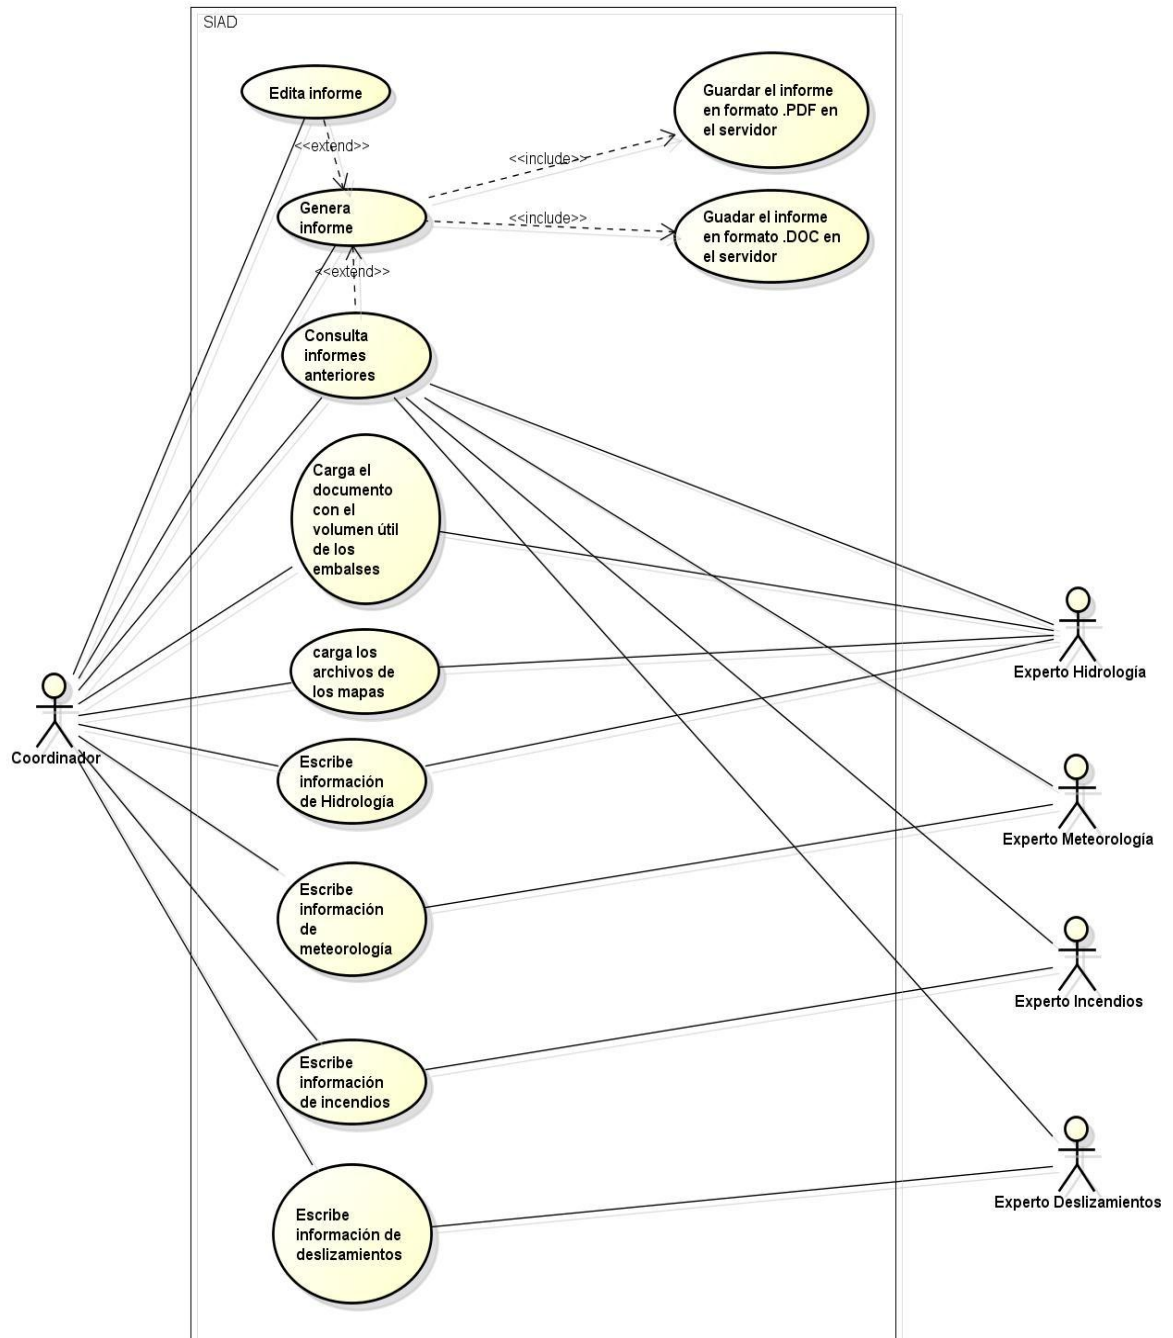 SIAD
Edita informe
Guardar el informe
en formato .PDF en
el servidor
<<extend>>
<<include>>
Genera
informe
<<include>>
Guadar el informe
en formato .DOC en
el servidor
<<extend>>
Consulta
informes
anteriores
Carga el
documento
con el
volumen útil
de los
embalses
carga los
archivos de
los mapas
Experto Hidrología
Coordinador
Escribe
información
de Hidrología
Experto Meteorología
Escribe
información
de
meteorología
Experto Incendios
Escribe
información
de incendios
Experto Deslizamientos
Escribe
información de
deslizamientos